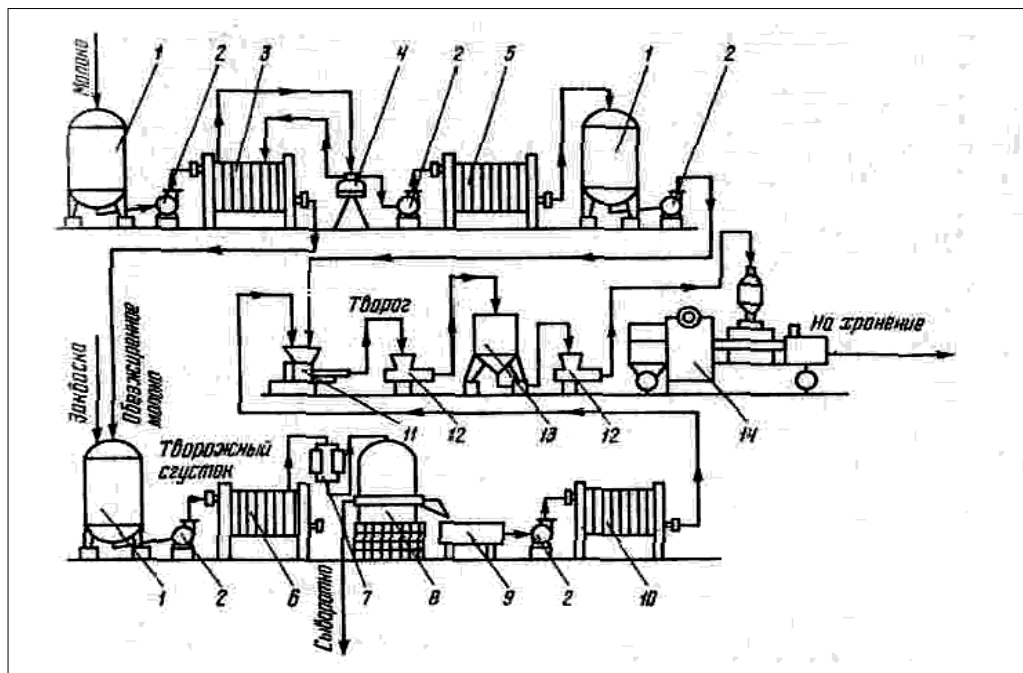 1 2 3 4 2 5 1 2
Молоко
Творог
На хранение
Закваска
Обезжиренное
молоко
11 12 13 12 14
Творожный
сгусток
Сыворотка
1 2 6 7 8 9 2 10